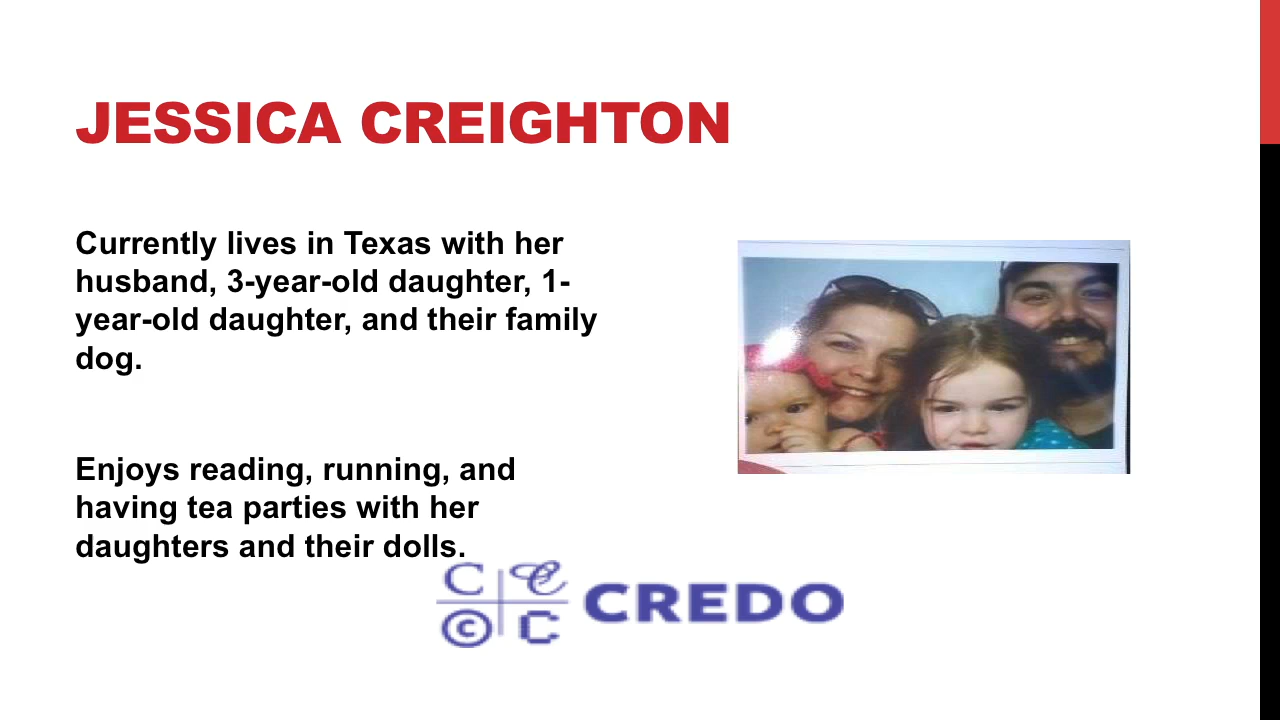 JESSICA CREIGHTON
Currently lives in Texas with her
husband, 3-year-old daughter, 1-
year-old daughter, and their family
dog.
Enjoys reading, running, and
having tea parties with her
daughters and their dolls.
C C
© C
CREDO